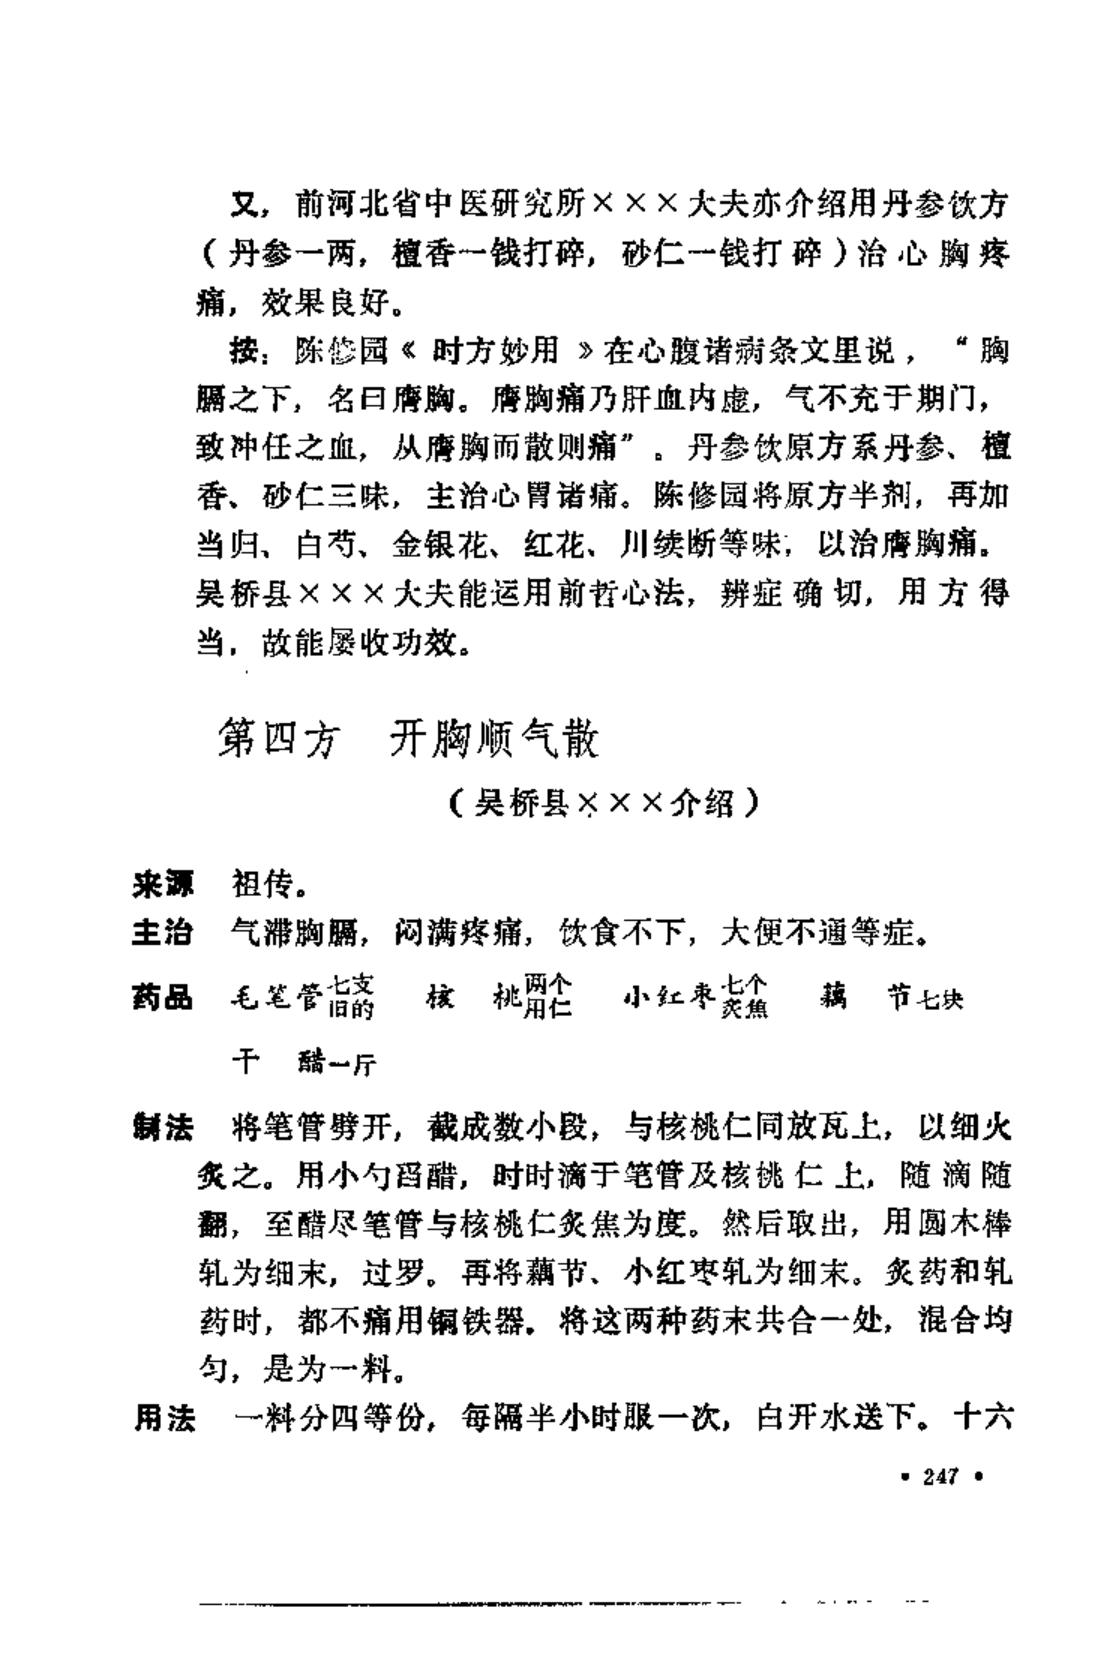 又，前河北省中医研究所×××大夫亦介绍用丹参饮方
（丹参一两，檀香一钱打碎，砂仁一钱打碎）治心胸疼
痛，效果良好。
按：陈修园《时方妙用》在心腹诸病条文里说，“胸
膈之下，名曰膺胸。膺胸痛乃肝血内虚，气不充于期门，
致冲任之血，从膺胸而散则痛”。丹参饮原方系丹参、檀
香、砂仁三味，主治心胃诸痛。陈修园将原方半剂，再加
当归、白芍、金银花、红花、川续断等味，以治膺胸痛。
吴桥县×××大夫能运用前哲心法，辨症确切，用方得
当，故能屡收功效。
第四方 开胸顺气散
（吴桥县×××介绍）
来源 祖传。
主治 气滞胸膈，闷满疼痛，饮食不下，大便不通等症。
药品 毛笔管七支旧的 核桃两个用仁 小红枣七个炙焦 藕节七块
干醋一斤
制法 将笔管劈开，截成数小段，与核桃仁同放瓦上，以细火
炙之。用小勺舀醋，时时滴于笔管及核桃仁上，随滴随
翻，至醋尽笔管与核桃仁炙焦为度。然后取出，用圆木棒
轧为细末，过罗。再将藕节、小红枣轧为细末。炙药和轧
药时，都不痛用铜铁器。将这两种药末共合一处，混合均
匀，是为一料。
用法 一料分四等份，每隔半小时服一次，白开水送下。十六
• 247 •